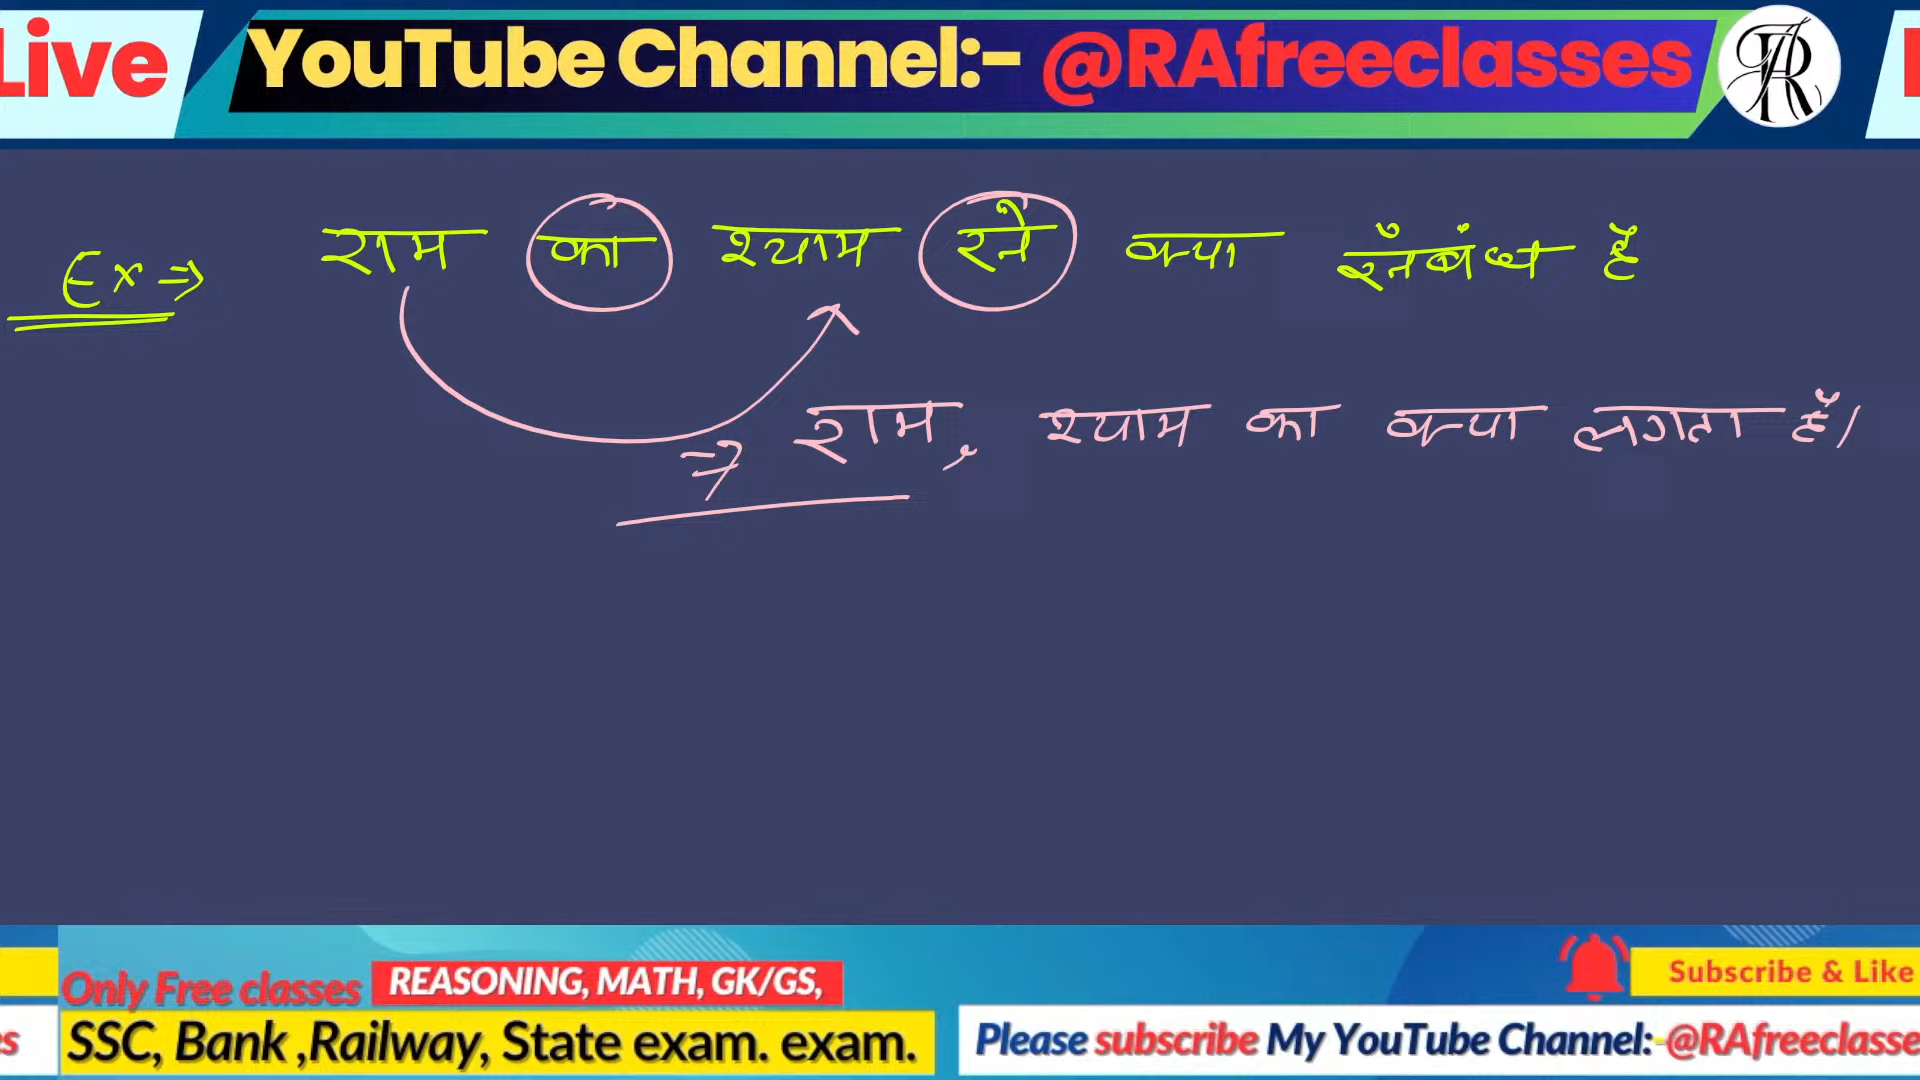 Live YouTube Channel:- @RAfreeclasses
Ex ⇒ राम का श्याम से क्या संबंध है
⇒ राम, श्याम का क्या लगता है।
Only Free classes REASONING, MATH, GK/GS,
Subscribe & Like
SSC, Bank ,Railway, State exam. exam.
Please subscribe My YouTube Channel:-@RAfreeclasse